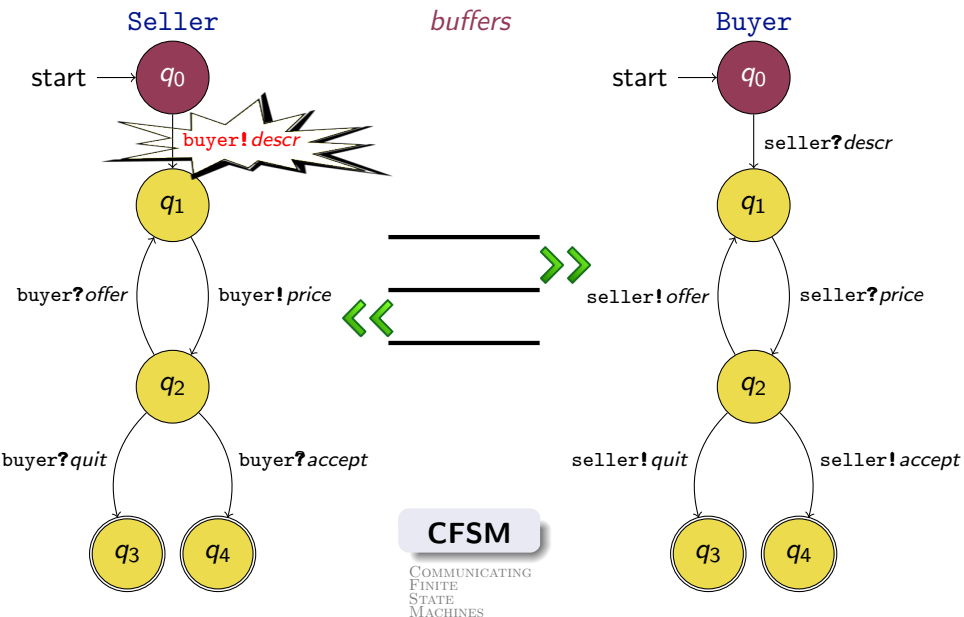 Seller
buffers
Buyer
start
q0
start
q0
buyer!descr
seller?descr
q1
q1
buyer?offer
buyer!price
seller!offer
seller?price
q2
q2
buyer?quit
buyer?accept
seller!quit
seller!accept
q3
q4
CFSM
q3
q4
COMMUNICATING
FINITE
STATE
MACHINES